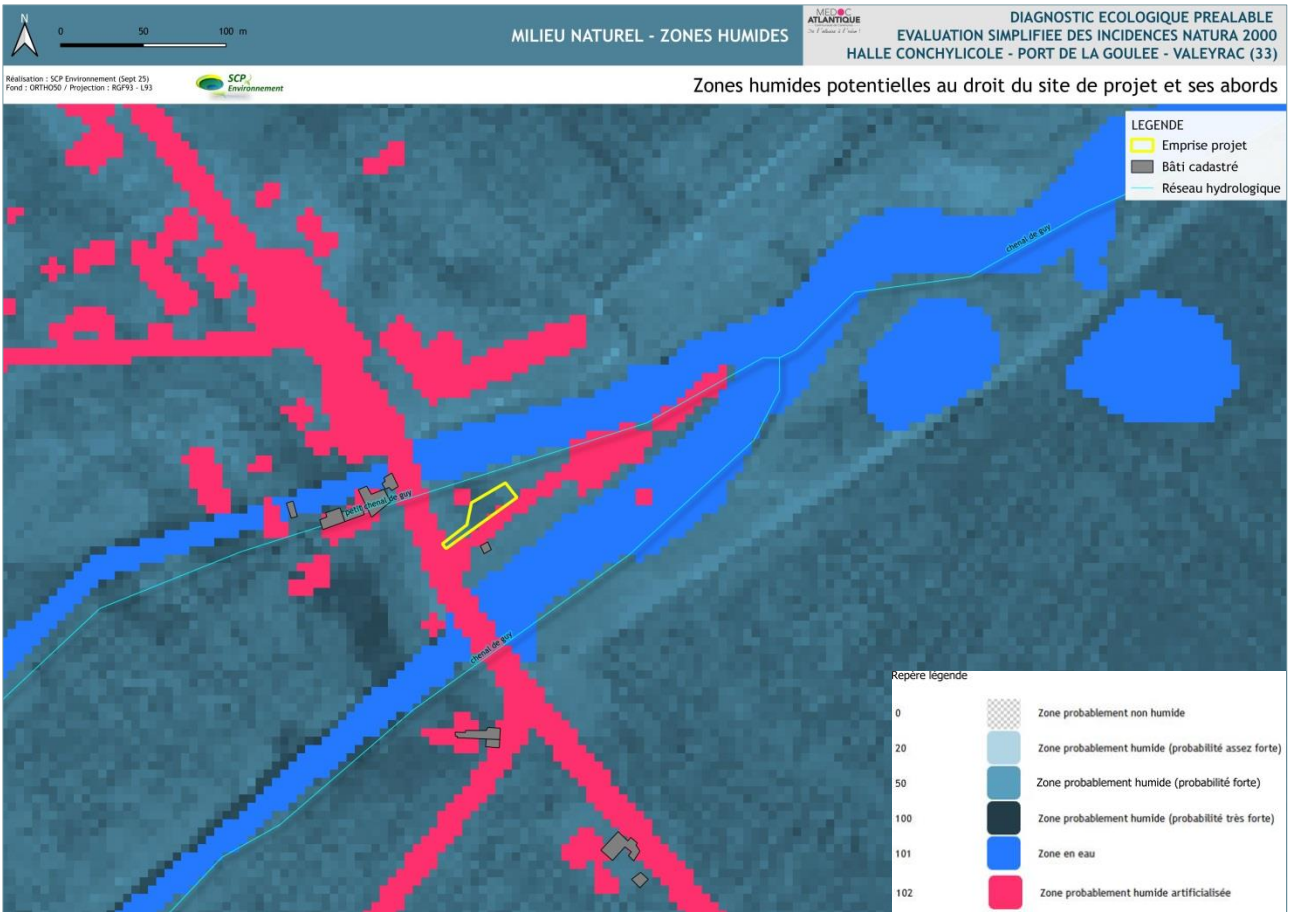 N
0 50 100 m
MILIEU NATUREL - ZONES HUMIDES
MEDOC
ATLANTIQUE
DIAGNOSTIC ECOLOGIQUE PREALABLE
EVALUATION SIMPLIFIEE DES INCIDENCES NATURA 2000
HALLE CONCHYLICOLE - PORT DE LA GOULEE - VALEYRAC (33)
Réalisation : SCP Environnement (Sept 25)
Fond : ORTHO50 / Projection : RGF93 - L93
SCP
Environnement
Zones humides potentielles au droit du site de projet et ses abords
LEGENDE
Emprise projet
Bâti cadastré
Réseau hydrologique
chenal de guy
petit chenal de guy
chenal de guy
Repère légende
0 Zone probablement non humide
20 Zone probablement humide (probabilité assez forte)
50 Zone probablement humide (probabilité forte)
100 Zone probablement humide (probabilité très forte)
101 Zone en eau
102 Zone probablement humide artificialisée